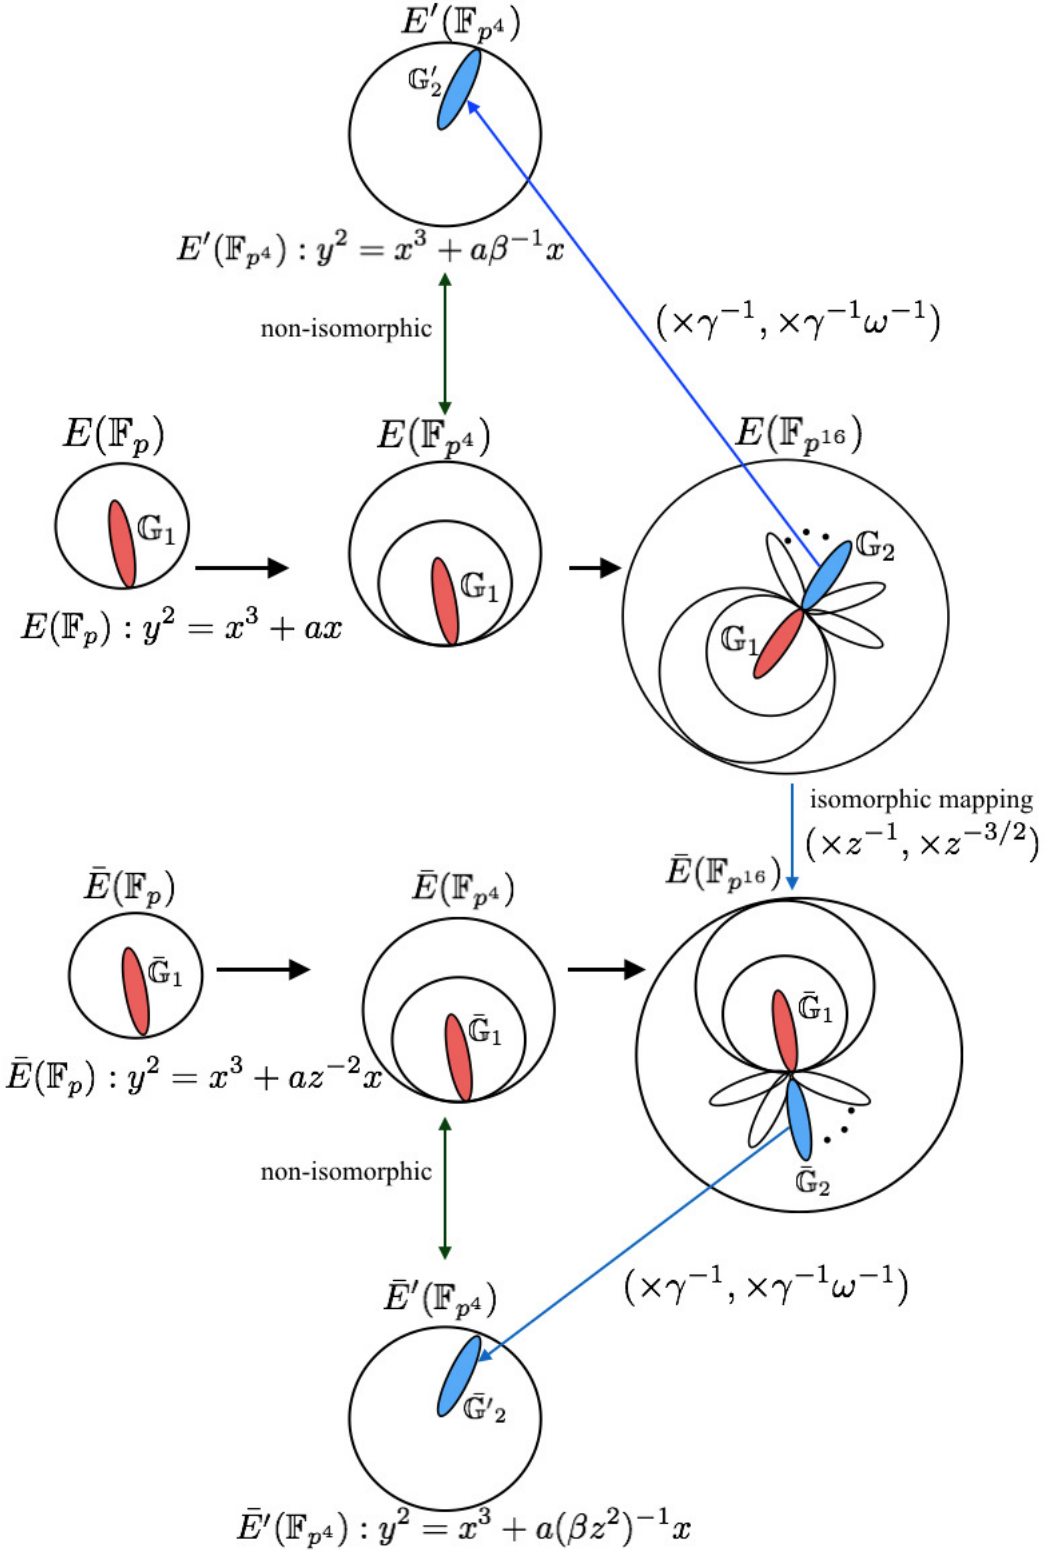 E′(𝔽_{p^4})
𝔾′_2
E′(𝔽_{p^4}) : y^2 = x^3 + aβ^{-1}x
non-isomorphic
(×γ^{-1}, ×γ^{-1}ω^{-1})
E(𝔽_p)
E(𝔽_{p^4})
E(𝔽_{p^{16}})
𝔾_1
𝔾_1
𝔾_2
𝔾_1
E(𝔽_p) : y^2 = x^3 + ax
isomorphic mapping
(×z^{-1}, ×z^{-3/2})
Ē(𝔽_p)
Ē(𝔽_{p^4})
Ē(𝔽_{p^{16}})
𝔾̄_1
𝔾̄_1
𝔾̄_1
Ē(𝔽_p) : y^2 = x^3 + az^{-2}x
non-isomorphic
𝔾̄_2
(×γ^{-1}, ×γ^{-1}ω^{-1})
Ē′(𝔽_{p^4})
𝔾̄′_2
Ē′(𝔽_{p^4}) : y^2 = x^3 + a(βz^2)^{-1}x